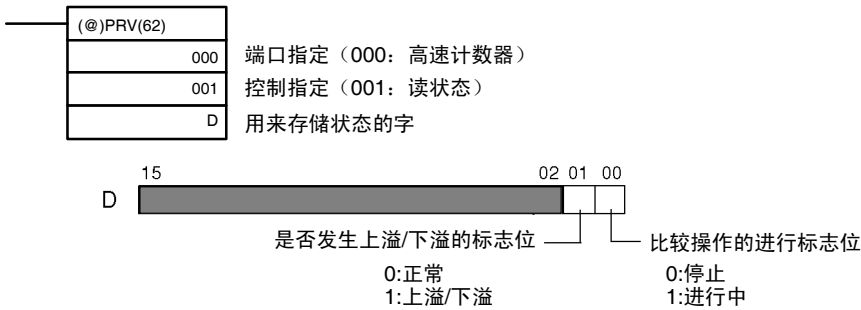 (@)PRV(62)
000 端口指定（000：高速计数器）
001 控制指定（001：读状态）
D 用来存储状态的字
15 02 01 00
D
是否发生上溢/下溢的标志位 比较操作的进行标志位
0:正常 0:停止
1:上溢/下溢 1:进行中